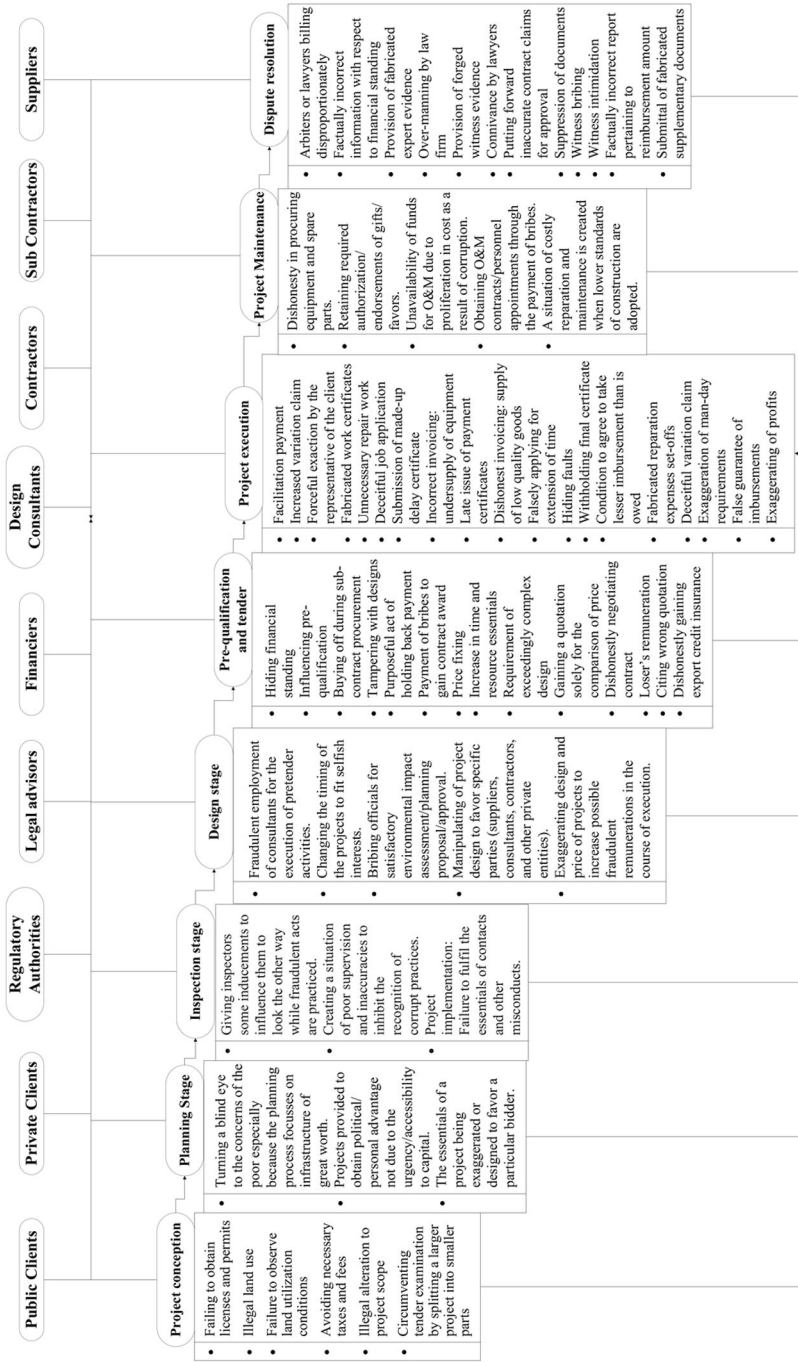 Public Clients
Private Clients
Regulatory
Authorities
Legal advisors
Financiers
Design
Consultants
Contractors
Sub Contractors
Suppliers
Project conception
• Failing to obtain
licenses and permits
• Illegal land use
• Failure to observe
land utilization
conditions
• Avoiding necessary
taxes and fees
• Illegal alteration to
project scope
• Circumventing
tender examination
by splitting a larger
project into smaller
parts
Planning Stage
• Turning a blind eye
to the concerns of the
poor especially
because the planning
process focusses on
infrastructure of
great worth.
• Projects provided to
obtain political/
personal advantage
not due to the
urgency/accessibility
to capital.
• The essentials of a
project being
exaggerated or
designed to favor a
particular bidder.
Inspection stage
• Giving inspectors
some inducements to
influence them to
look the other way
while fraudulent acts
are practiced.
• Creating a situation
of poor supervision
and inaccuracies to
inhibit the
recognition of
corrupt practices.
• Project
implementation:
Failure to fulfil the
essentials of contacts
and other
misconducts.
Design stage
• Fraudulent employment
of consultants for the
execution of pretender
activities.
• Changing the timing of
the projects to fit selfish
interests.
• Bribing officials for
satisfactory
environmental impact
assessment/planning
proposal/approval.
• Manipulating of project
design to favor specific
parties (suppliers,
consultants, contractors,
and other private
entities).
• Exaggerating design and
price of projects to
increase possible
fraudulent
remunerations in the
course of execution.
Pre-qualification
and tender
• Hiding financial
standing
• Influencing pre-
qualification
• Buying off during sub-
contract procurement
• Tampering with designs
• Purposeful act of
holding back payment
• Payment of bribes to
gain contract award
• Price fixing
• Increase in time and
resource essentials
• Requirement of
exceedingly complex
design
• Gaining a quotation
solely for the
comparison of price
• Dishonestly negotiating
contract
• Loser's remuneration
• Citing wrong quotation
• Dishonestly gaining
export credit insurance
Project execution
• Facilitation payment
• Increased variation claim
• Forceful exaction by the
representative of the client
• Fabricated work certificates
• Unnecessary repair work
• Deceitful job application
• Submission of made-up
delay certificate
• Incorrect invoicing:
undersupply of equipment
• Late issue of payment
certificates
• Dishonest invoicing: supply
of low quality goods
• Falsely applying for
extension of time
• Hiding faults
• Withholding final certificate
• Condition to agree to take
lesser imbursement than is
owed
• Fabricated reparation
expenses set-offs
• Deceitful variation claim
• Exaggeration of man-day
requirements
• False guarantee of
imbursements
• Exaggerating of profits
Project Maintenance
• Dishonesty in procuring
equipment and spare
parts.
• Retaining required
authorization/
endorsements of gifts/
favors.
• Unavailability of funds
for O&M due to
proliferation in cost as a
result of corruption.
• Obtaining O&M
contracts/personnel
appointments through
the payment of bribes.
• A situation of costly
reparation and
maintenance is created
when lower standards
of construction are
adopted.
Dispute resolution
• Arbiters or lawyers billing
disproportionately
• Factually incorrect
information with respect
to financial standing
• Provision of fabricated
expert evidence
• Over-manning by law
firm
• Provision of forged
witness evidence
• Connivance by lawyers
• Putting forward
inaccurate contract claims
for approval
• Suppression of documents
• Witness bribing
• Witness intimidation
• Factually incorrect report
pertaining to
reimbursement amount
• Submittal of fabricated
supplementary documents